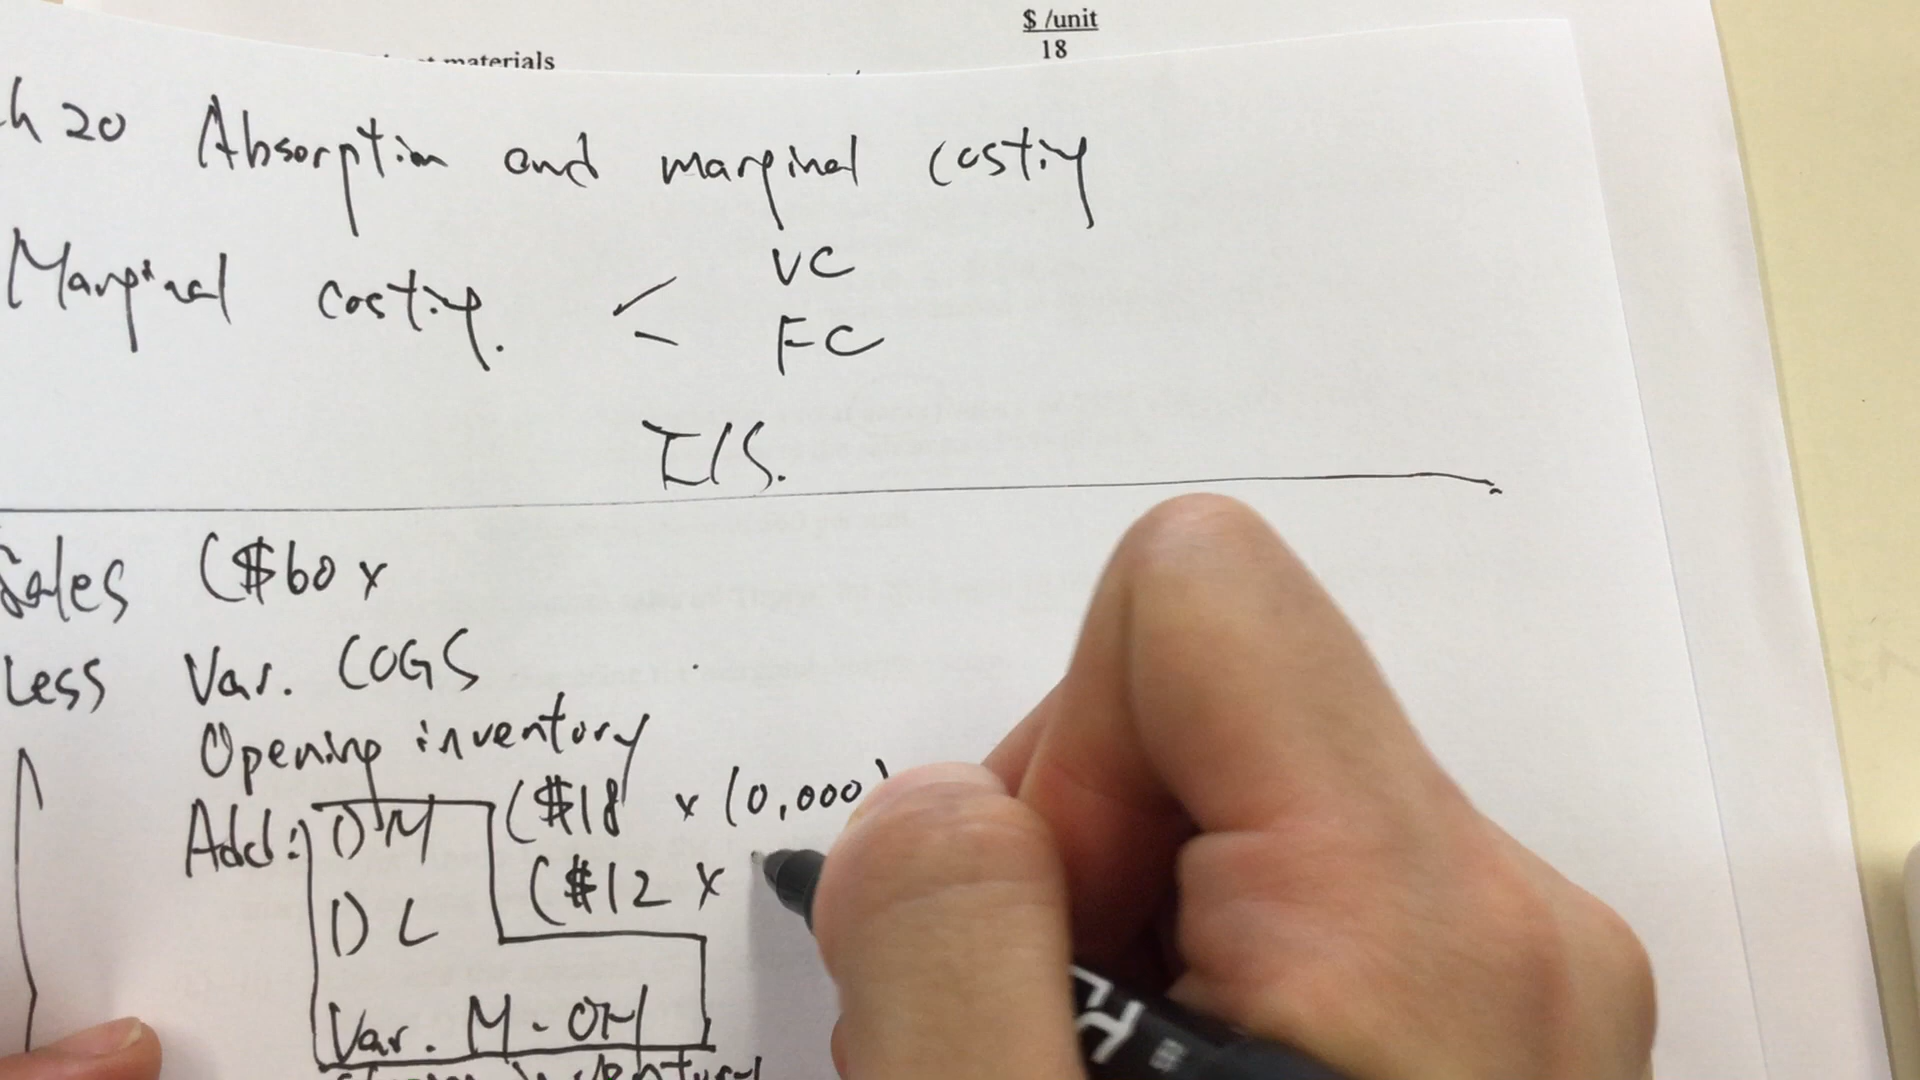 $ /unit
materials
18
h 20 Absorption and marginal costing
Marginal costing. VC
FC
I/S.
Sales ($60 x
Less Var. COGS
Opening inventory
Add: DM ($18 x 10,000)
DL ($12 x
Var. M-OH